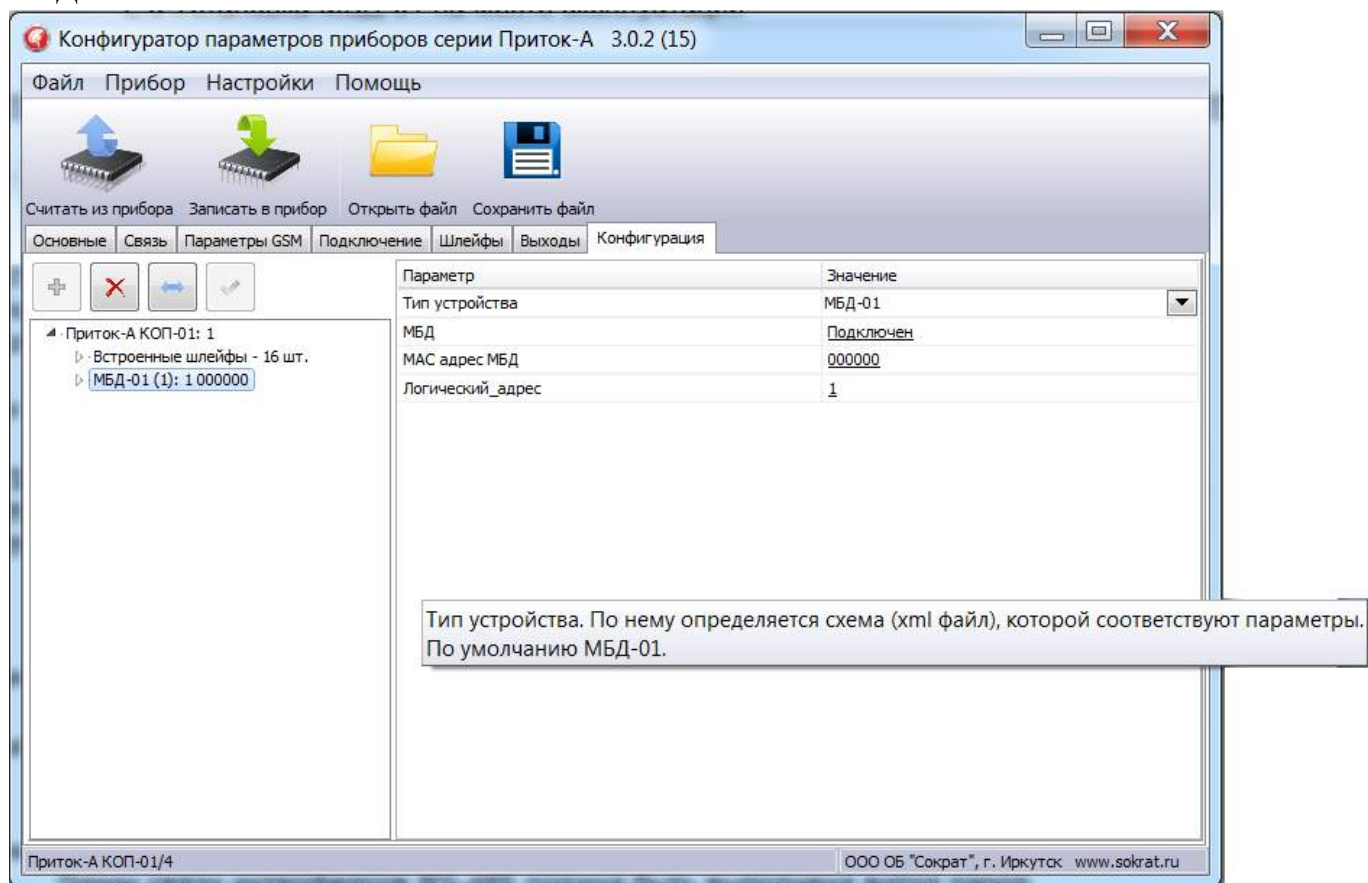 Конфигуратор параметров приборов серии Приток-А 3.0.2 (15)
Файл Прибор Настройки Помощь
Считать из прибора Записать в прибор Открыть файл Сохранить файл
Основные Связь Параметры GSM Подключение Шлейфы Выходы Конфигурация
Параметр Значение
Тип устройства МБД-01
МБД Подключен
MAC адрес МБД 000000
Логический_адрес 1
Приток-А КОП-01: 1
Встроенные шлейфы - 16 шт.
МБД-01 (1): 1 000000
Тип устройства. По нему определяется схема (xml файл), которой соответствуют параметры.
По умолчанию МБД-01.
Приток-А КОП-01/4 ООО ОБ "Сократ", г. Иркутск www.sokrat.ru